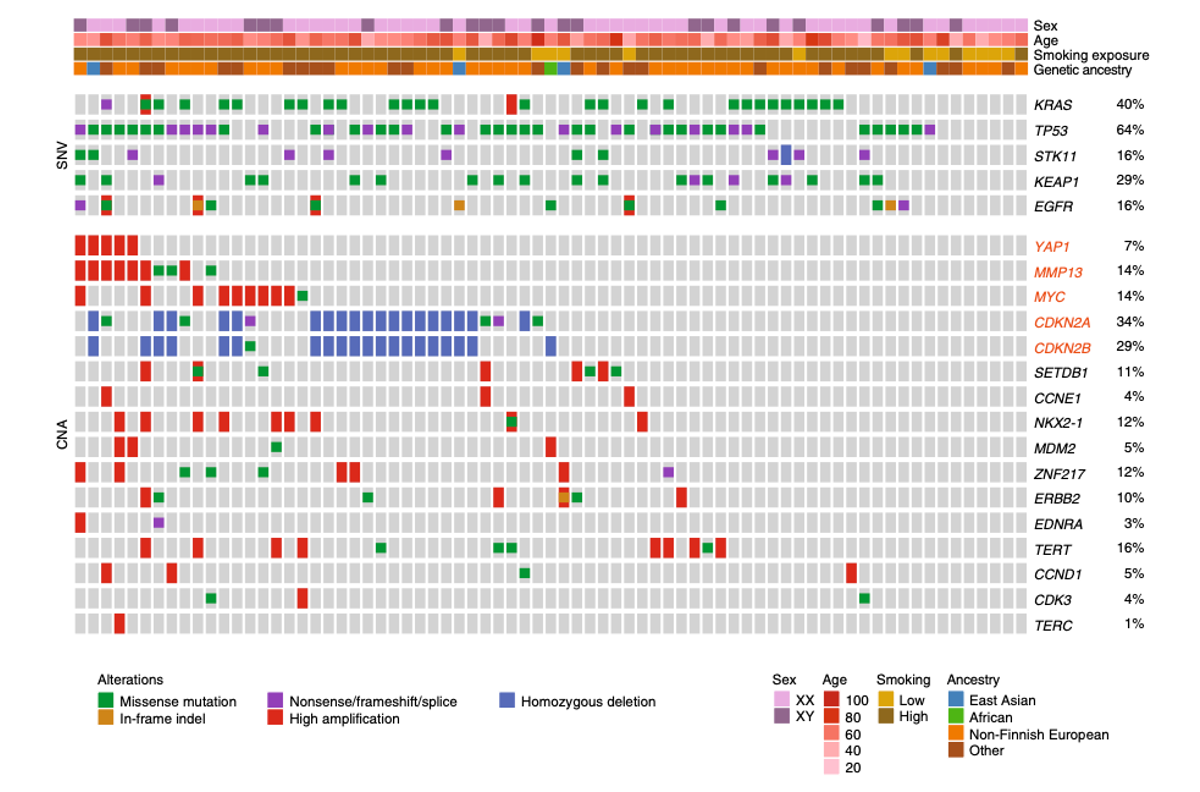 Sex
Age
Smoking exposure
Genetic ancestry
SNV
KRAS 40%
TP53 64%
STK11 16%
KEAP1 29%
EGFR 16%
CNA
YAP1 7%
MMP13 14%
MYC 14%
CDKN2A 34%
CDKN2B 29%
SETDB1 11%
CCNE1 4%
NKX2-1 12%
MDM2 5%
ZNF217 12%
ERBB2 10%
EDNRA 3%
TERT 16%
CCND1 5%
CDK3 4%
TERC 1%
Alterations
Missense mutation
In-frame indel
Nonsense/frameshift/splice
High amplification
Homozygous deletion
Sex
XX
XY
Age
100
80
60
40
20
Smoking
Low
High
Ancestry
East Asian
African
Non-Finnish European
Other